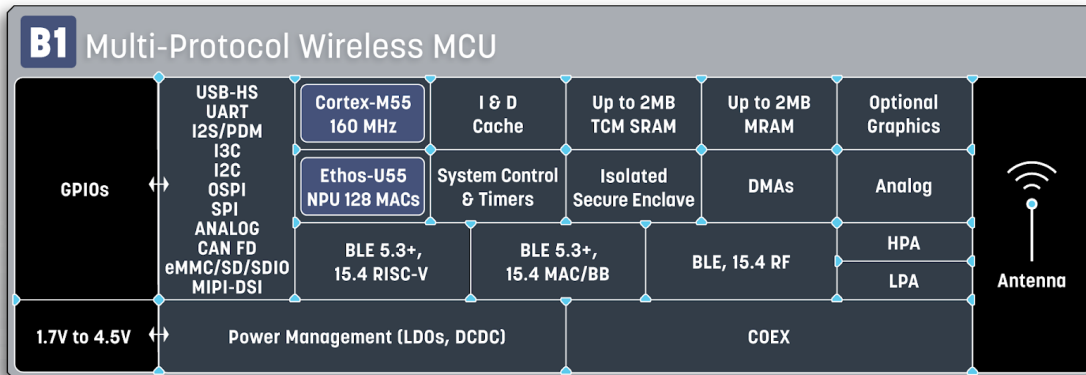 B1 Multi-Protocol Wireless MCU
GPIOs
USB-HS
UART
I2S/PDM
I3C
I2C
OSPI
SPI
ANALOG
CAN FD
eMMC/SD/SDIO
MIPI-DSI
Cortex-M55
160 MHz
I & D
Cache
Up to 2MB
TCM SRAM
Up to 2MB
MRAM
Optional
Graphics
Ethos-U55
NPU 128 MACs
System Control
& Timers
Isolated
Secure Enclave
DMAs
Analog
BLE 5.3+,
15.4 RISC-V
BLE 5.3+,
15.4 MAC/BB
BLE, 15.4 RF
HPA
LPA
Antenna
1.7V to 4.5V
Power Management (LDOs, DCDC)
COEX